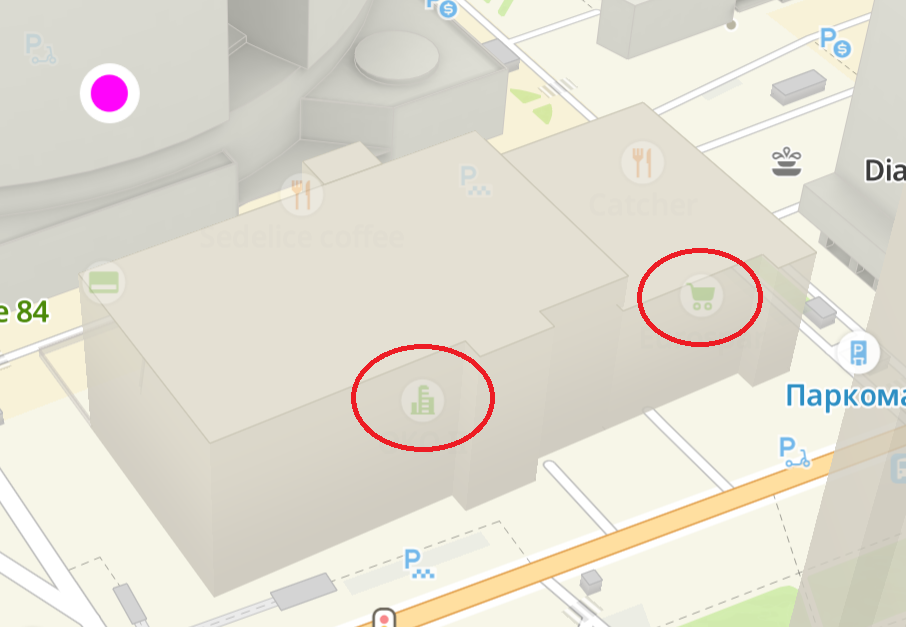 P
P $
P $
P
Dia
Catcher
Sedelice coffee
e 84
P
Паркома
P
P